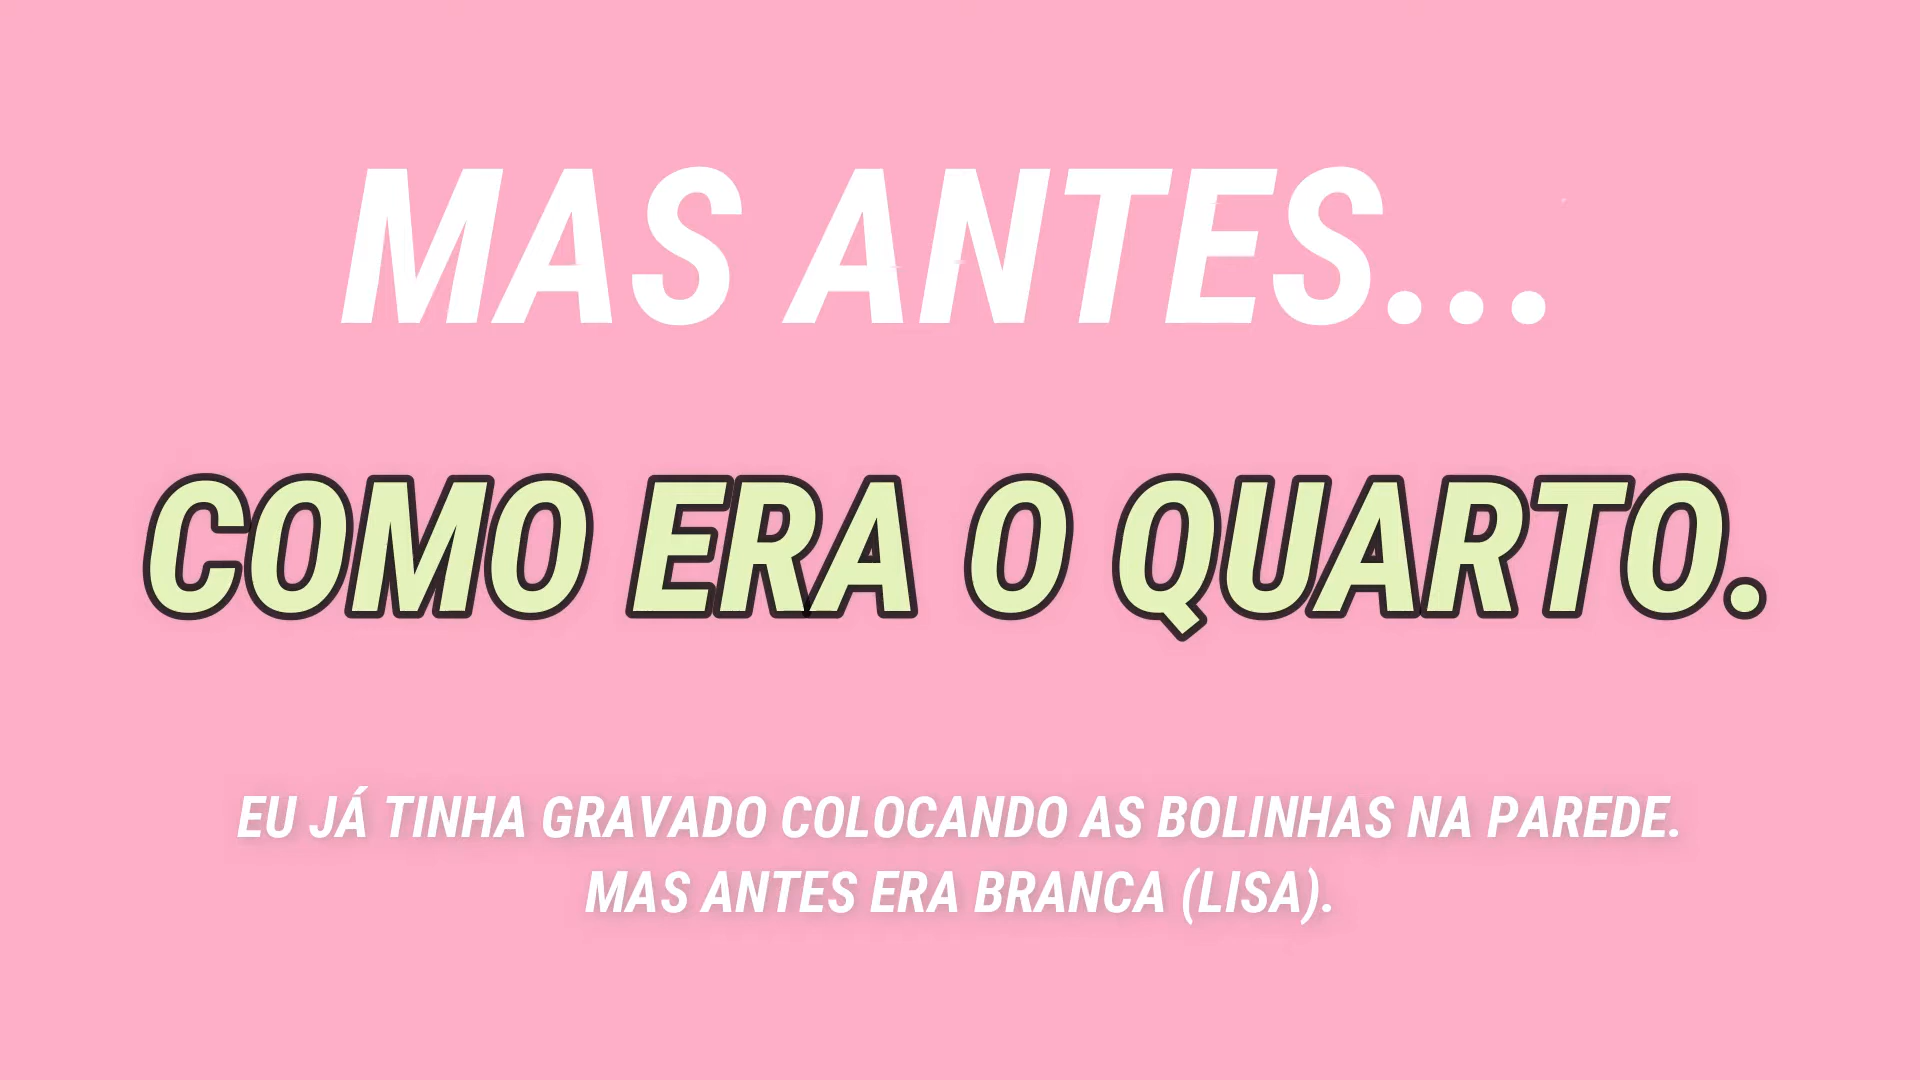 MAS ANTES...
COMO ERA O QUARTO.
EU JÁ TINHA GRAVADO COLOCANDO AS BOLINHAS NA PAREDE.
MAS ANTES ERA BRANCA (LISA).